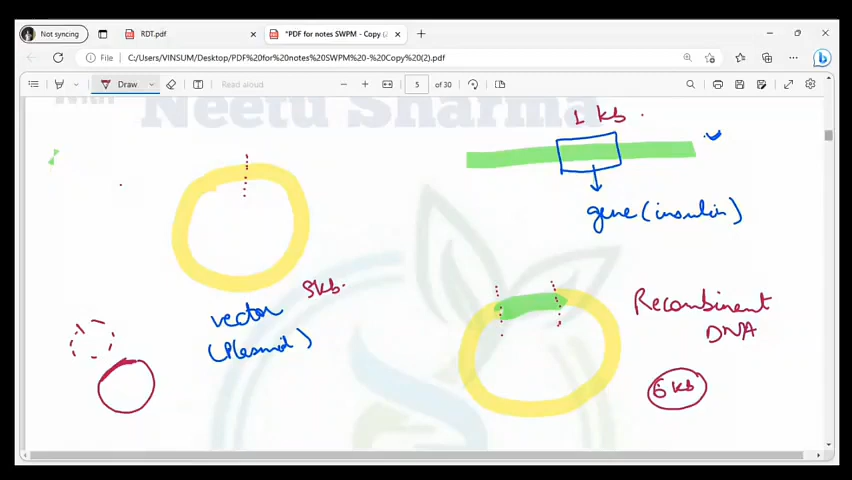 Not syncing
RDT.pdf
*PDF for notes SWPM - Copy (
File
C:/Users/VINSUM/Desktop/PDF%20for%20notes%20SWPM%20-%20Copy%20(2).pdf
Draw
Read aloud
5
of 30
Neetu Sharma
1 kb.
gene (insulin)
5kb.
vector
(Plasmid)
Recombinent
DNA
6 kb